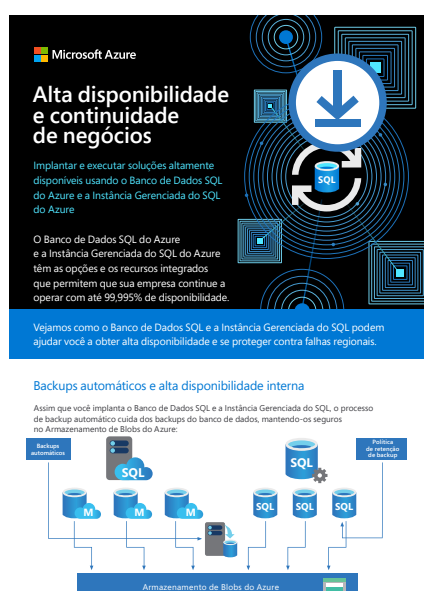 Microsoft Azure
Alta disponibilidade
e continuidade
de negócios
Implantar e executar soluções altamente
disponíveis usando o Banco de Dados SQL
do Azure e a Instância Gerenciada do SQL
do Azure
SQL
O Banco de Dados SQL do Azure
e a Instância Gerenciada do SQL do Azure
têm as opções e os recursos integrados
que permitem que sua empresa continue a
operar com até 99,995% de disponibilidade.
Vejamos como o Banco de Dados SQL e a Instância Gerenciada do SQL podem
ajudar você a obter alta disponibilidade e se proteger contra falhas regionais.
Backups automáticos e alta disponibilidade interna
Assim que você implanta o Banco de Dados SQL e a Instância Gerenciada do SQL, o processo
de backup automático cuida dos backups do banco de dados, mantendo-os seguros
no Armazenamento de Blobs do Azure:
Backups
automáticos
Política
de retenção
de backup
SQL
SQL
M
M
M
SQL
SQL
SQL
Armazenamento de Blobs do Azure